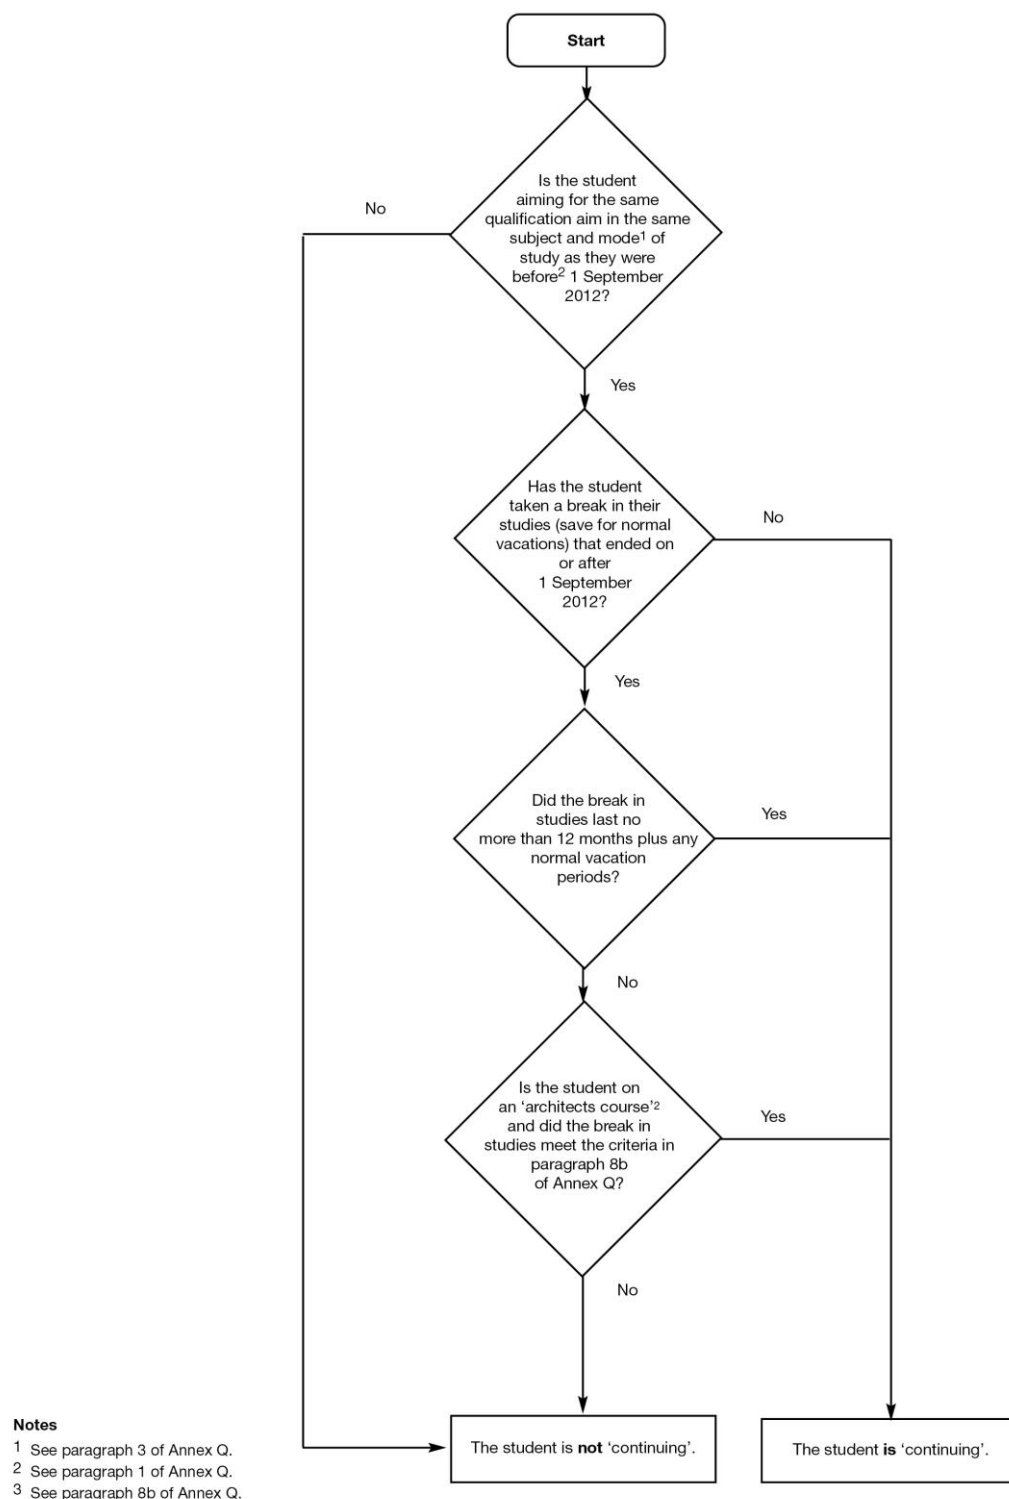 Start
Is the student
aiming for the same
qualification aim in the same
subject and mode¹ of
study as they were
before² 1 September
2012?
No
Yes
Has the student
taken a break in their
studies (save for normal
vacations) that ended on
or after
1 September
2012?
No
Yes
Did the break in
studies last no
more than 12 months plus any
normal vacation
periods?
Yes
No
Is the student on
an ‘architects course’²
and did the break in
studies meet the criteria in
paragraph 8b
of Annex Q?
Yes
No
The student is not ‘continuing’.
The student is ‘continuing’.
Notes
1 See paragraph 3 of Annex Q.
2 See paragraph 1 of Annex Q.
3 See paragraph 8b of Annex Q.